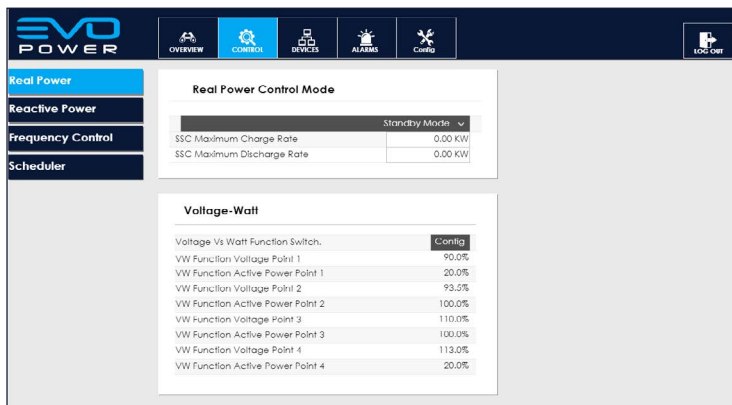 EVO
POWER
OVERVIEW
CONTROL
DEVICES
ALARMS
Config
LOG OUT
Real Power
Reactive Power
Frequency Control
Scheduler
Real Power Control Mode
Standby Mode
SSC Maximum Charge Rate 0.00 KW
SSC Maximum Discharge Rate 0.00 KW
Voltage-Watt
Voltage Vs Watt Function Switch. Config
VW Function Voltage Point 1 90.0%
VW Function Active Power Point 1 20.0%
VW Function Voltage Point 2 93.5%
VW Function Active Power Point 2 100.0%
VW Function Voltage Point 3 110.0%
VW Function Active Power Point 3 100.0%
VW Function Voltage Point 4 113.0%
VW Function Active Power Point 4 20.0%